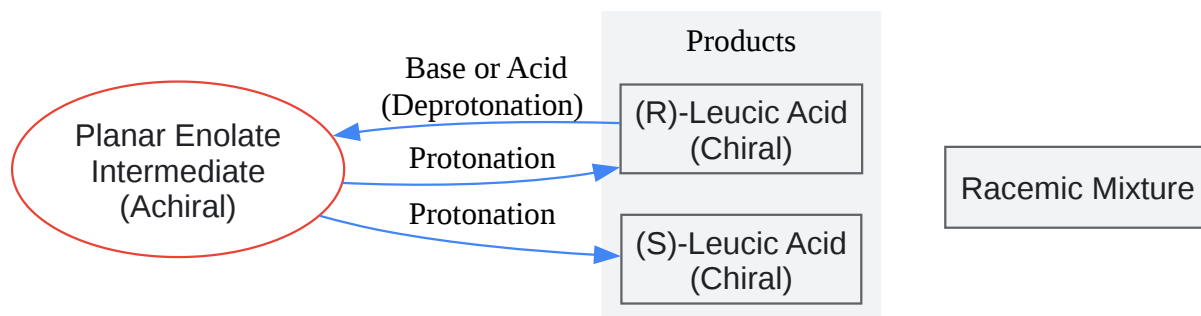 Products
Base or Acid
(Deprotonation)
Planar Enolate
Intermediate
(Achiral)
Protonation
Protonation
(R)-Leucic Acid
(Chiral)
(S)-Leucic Acid
(Chiral)
Racemic Mixture